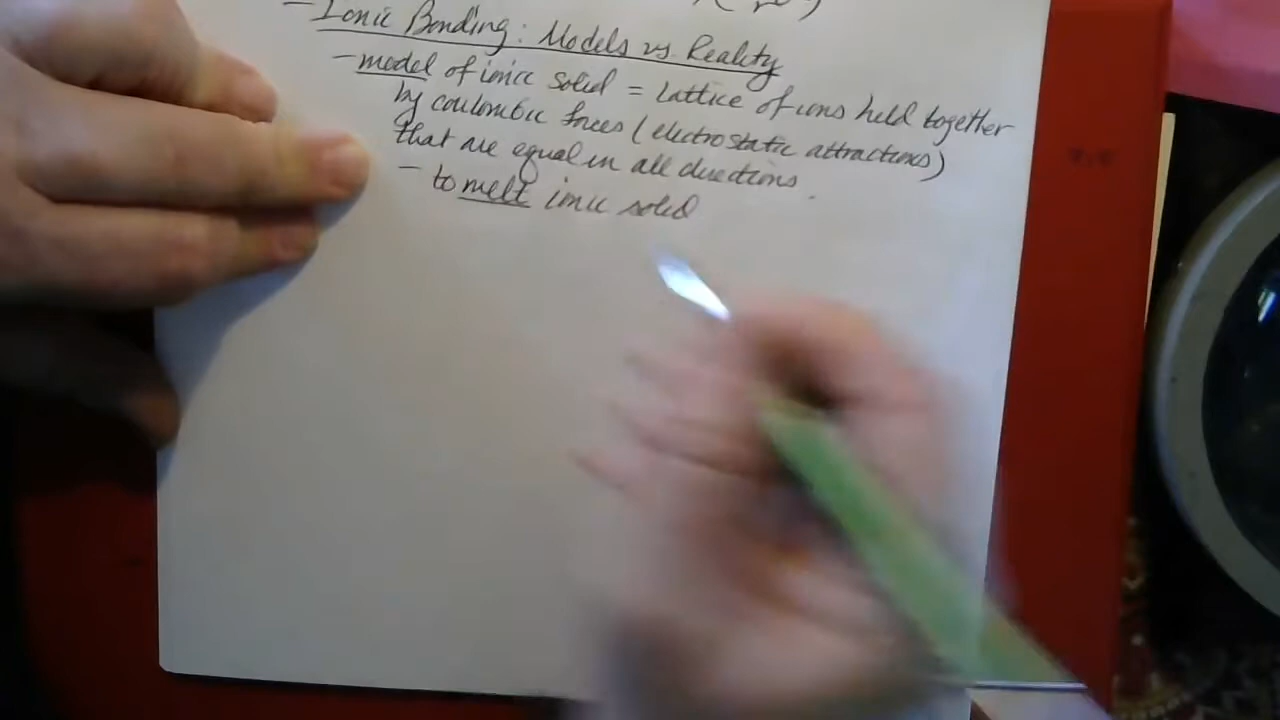 - Ionic Bonding: Models vs. Reality
- model of ionic solid = lattice of ions held together
by coulombic forces (electrostatic attractions)
that are equal in all directions.
- to melt ionic solid